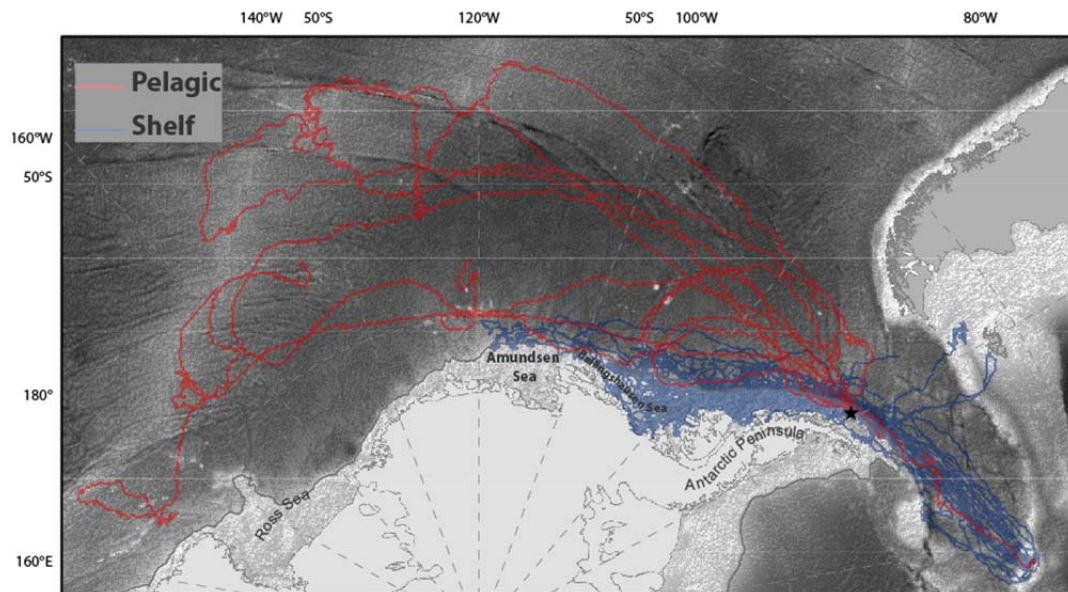 140°W 50°S 120°W 50°S 100°W 80°W
Pelagic
Shelf
160°W
50°S
180°
160°E
Amundsen
Sea
Bellingshausen Sea
Antarctic Peninsula
Ross Sea